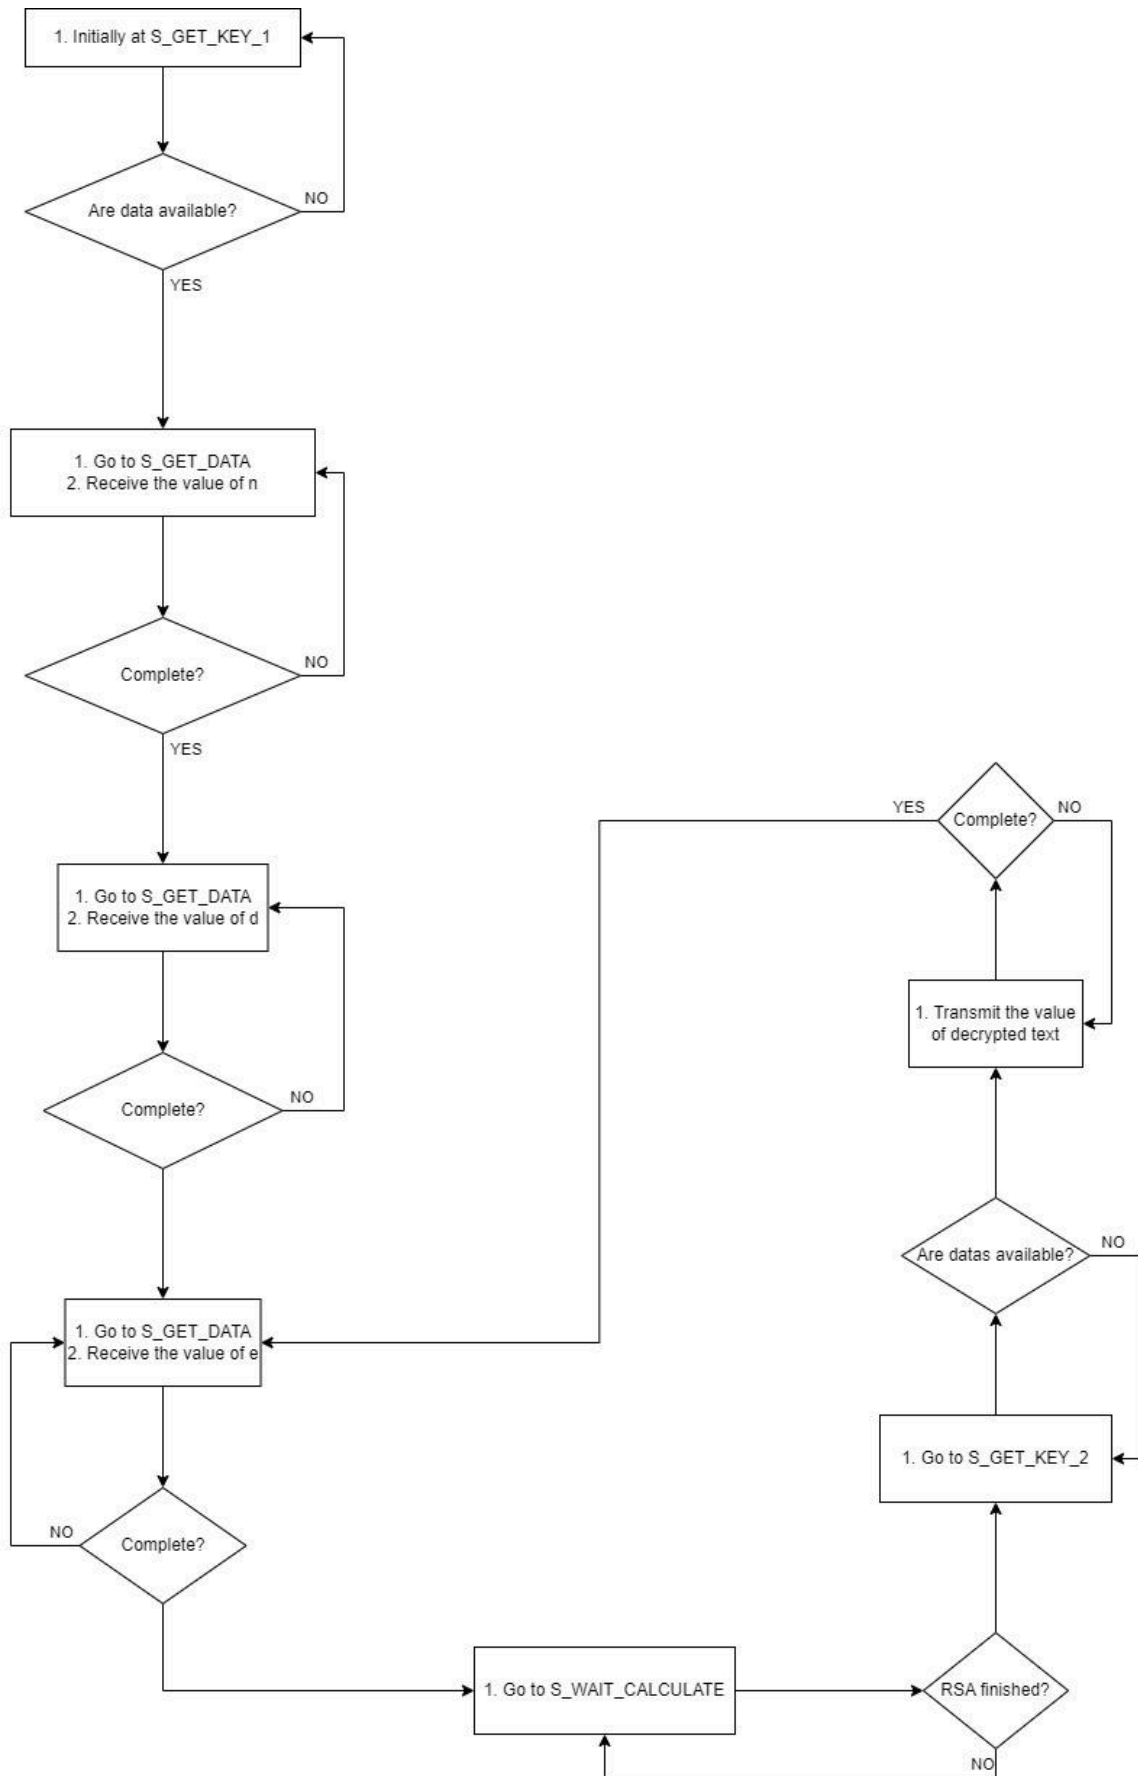 1. Initially at S_GET_KEY_1
Are data available?
NO
YES
1. Go to S_GET_DATA
2. Receive the value of n
Complete?
NO
YES
1. Go to S_GET_DATA
2. Receive the value of d
Complete?
NO
1. Go to S_GET_DATA
2. Receive the value of e
Complete?
NO
1. Go to S_WAIT_CALCULATE
RSA finished?
NO
1. Go to S_GET_KEY_2
Are datas available?
NO
1. Transmit the value
of decrypted text
Complete?
NO
YES